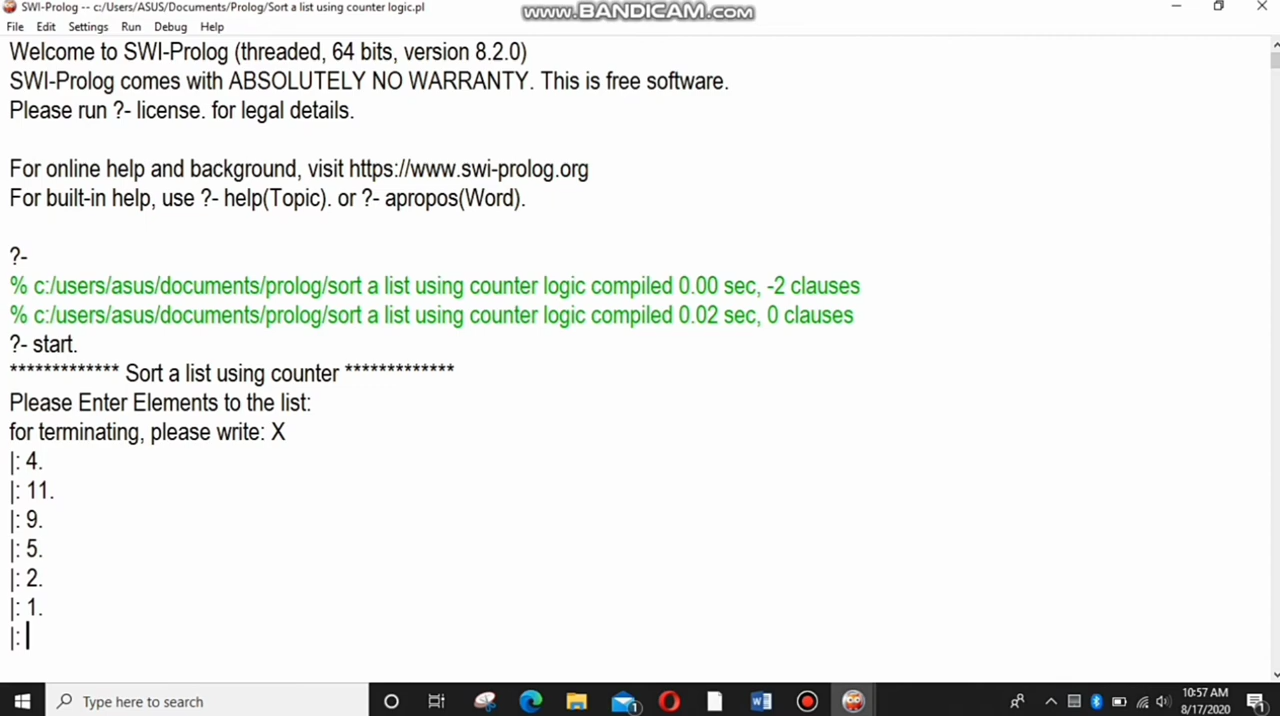 SWI-Prolog -- c:/Users/ASUS/Documents/Prolog/Sort a list using counter logic.pl
www.BANDICAM.com
File Edit Settings Run Debug Help
Welcome to SWI-Prolog (threaded, 64 bits, version 8.2.0)
SWI-Prolog comes with ABSOLUTELY NO WARRANTY. This is free software.
Please run ?- license. for legal details.
For online help and background, visit https://www.swi-prolog.org
For built-in help, use ?- help(Topic). or ?- apropos(Word).
?-
% c:/users/asus/documents/prolog/sort a list using counter logic compiled 0.00 sec, -2 clauses
% c:/users/asus/documents/prolog/sort a list using counter logic compiled 0.02 sec, 0 clauses
?- start.
************* Sort a list using counter *************
Please Enter Elements to the list:
for terminating, please write: X
|: 4.
|: 11.
|: 9.
|: 5.
|: 2.
|: 1.
|:
Type here to search
1
10:57 AM
8/17/2020
1